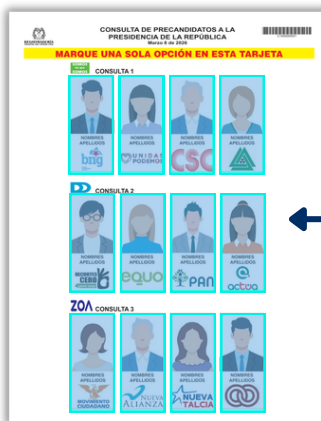 CONSULTA DE PRECANDIDATOS A LA
PRESIDENCIA DE LA REPÚBLICA
Marzo 8 de 2026
MARQUE UNA SOLA OPCIÓN EN ESTA TARJETA
CONSULTA 1
NOMBRES APELLIDOS NOMBRES APELLIDOS NOMBRES APELLIDOS NOMBRES APELLIDOS
bng UNIDAS PODEMOS CSC
CONSULTA 2
NOMBRES APELLIDOS NOMBRES APELLIDOS NOMBRES APELLIDOS NOMBRES APELLIDOS
RECORTES CERO equo PAN actúa
ZOA CONSULTA 3
NOMBRES APELLIDOS NOMBRES APELLIDOS NOMBRES APELLIDOS NOMBRES APELLIDOS
MOVIMIENTO CIUDADANO NUEVA ALIANZA NUEVA TALCIA